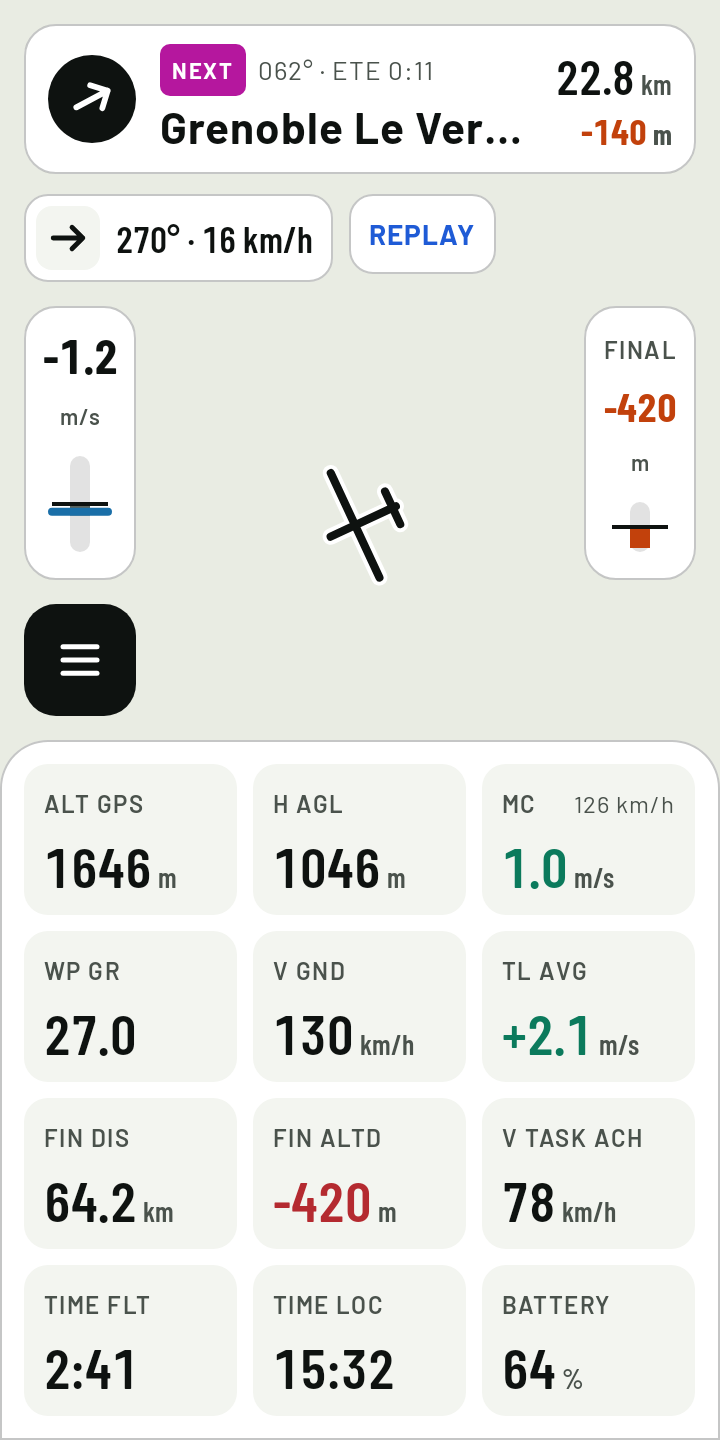 NEXT 062° · ETE 0:11
22.8 km
Grenoble Le Ver...
-140 m
270° · 16 km/h
REPLAY
-1.2
m/s
FINAL
-420
m
ALT GPS
1646 m
H AGL
1046 m
MC 126 km/h
1.0 m/s
WP GR
27.0
V GND
130 km/h
TL AVG
+2.1 m/s
FIN DIS
64.2 km
FIN ALTD
-420 m
V TASK ACH
78 km/h
TIME FLT
2:41
TIME LOC
15:32
BATTERY
64 %